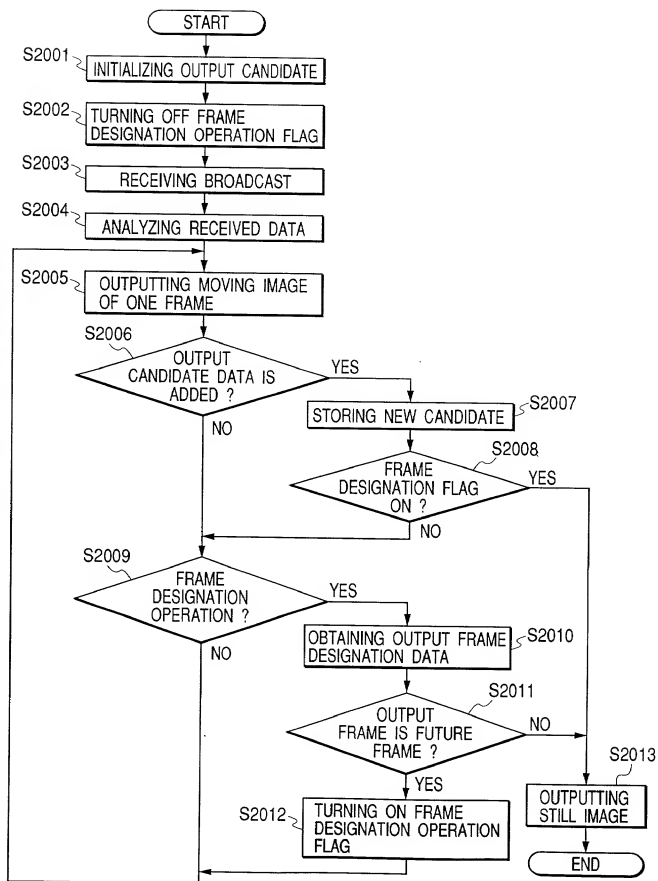 START
S2001
INITIALIZING OUTPUT CANDIDATE
S2002
TURNING OFF FRAME
DESIGNATION OPERATION FLAG
S2003
RECEIVING BROADCAST
S2004
ANALYZING RECEIVED DATA
S2005
OUTPUTTING MOVING IMAGE
OF ONE FRAME
S2006
OUTPUT
CANDIDATE DATA IS
ADDED ?
YES
NO
S2007
STORING NEW CANDIDATE
S2008
FRAME
DESIGNATION FLAG
ON ?
YES
NO
S2009
FRAME
DESIGNATION
OPERATION ?
YES
NO
S2010
OBTAINING OUTPUT FRAME
DESIGNATION DATA
S2011
OUTPUT
FRAME IS FUTURE
FRAME ?
NO
YES
S2012
TURNING ON FRAME
DESIGNATION OPERATION
FLAG
S2013
OUTPUTTING
STILL IMAGE
END